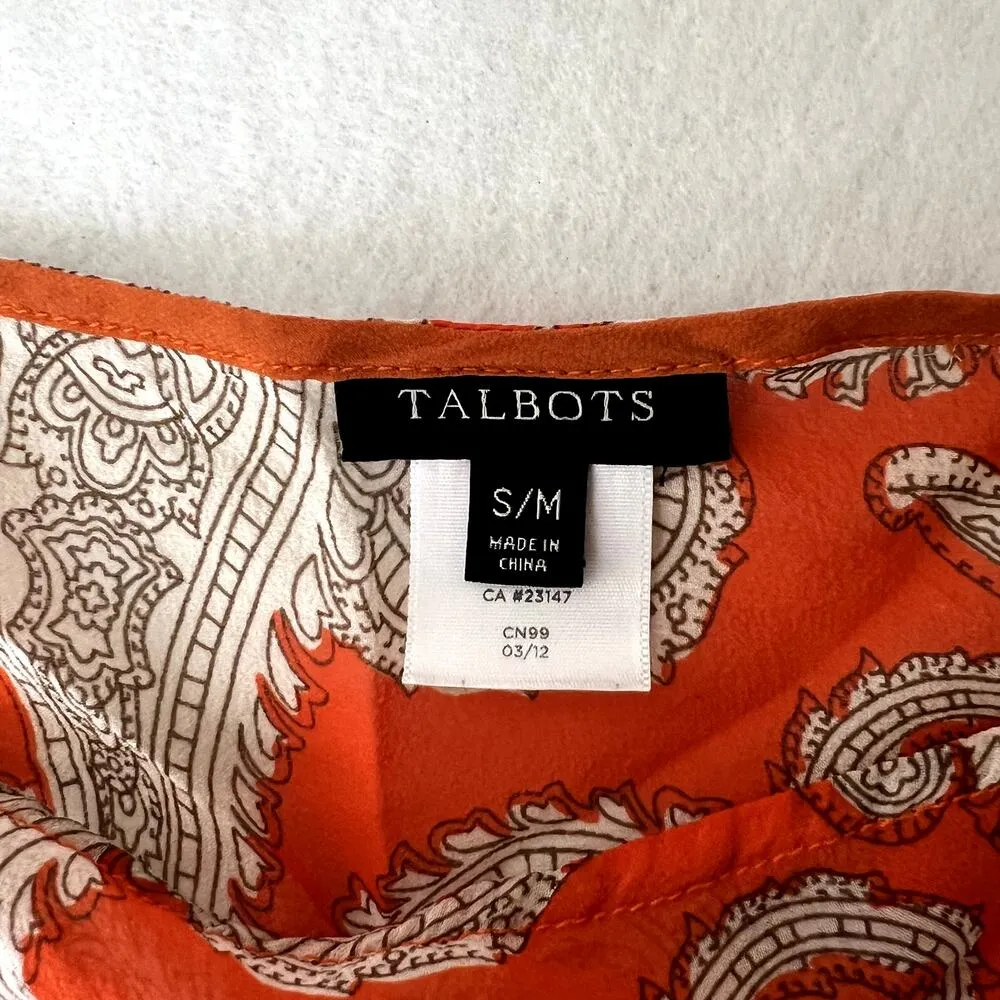 TALBOTS
S/M
MADE IN
CHINA
CA #23147
CN99
03/12